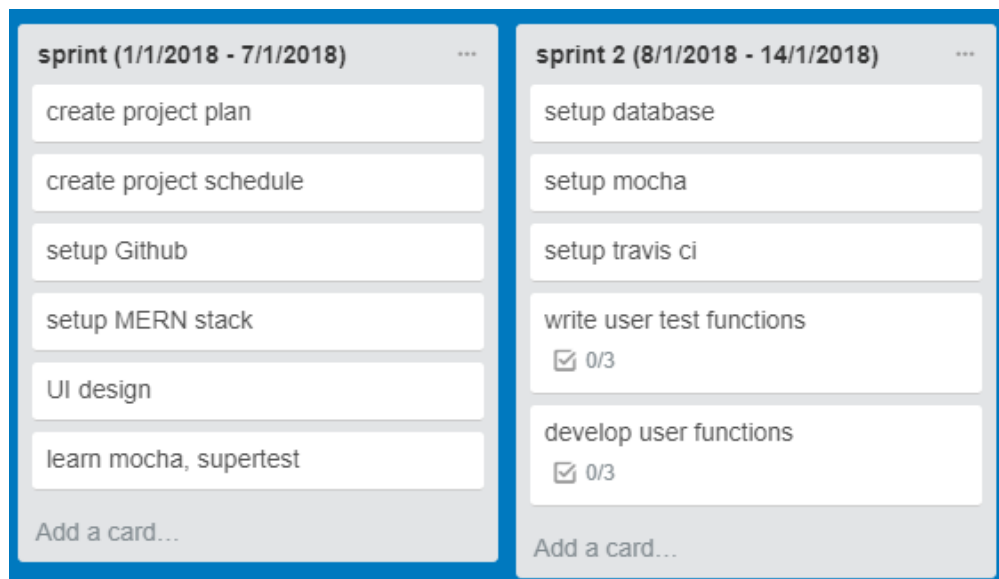 sprint (1/1/2018 - 7/1/2018)
create project plan
create project schedule
setup Github
setup MERN stack
UI design
learn mocha, supertest
Add a card...
sprint 2 (8/1/2018 - 14/1/2018)
setup database
setup mocha
setup travis ci
write user test functions
0/3
develop user functions
0/3
Add a card...